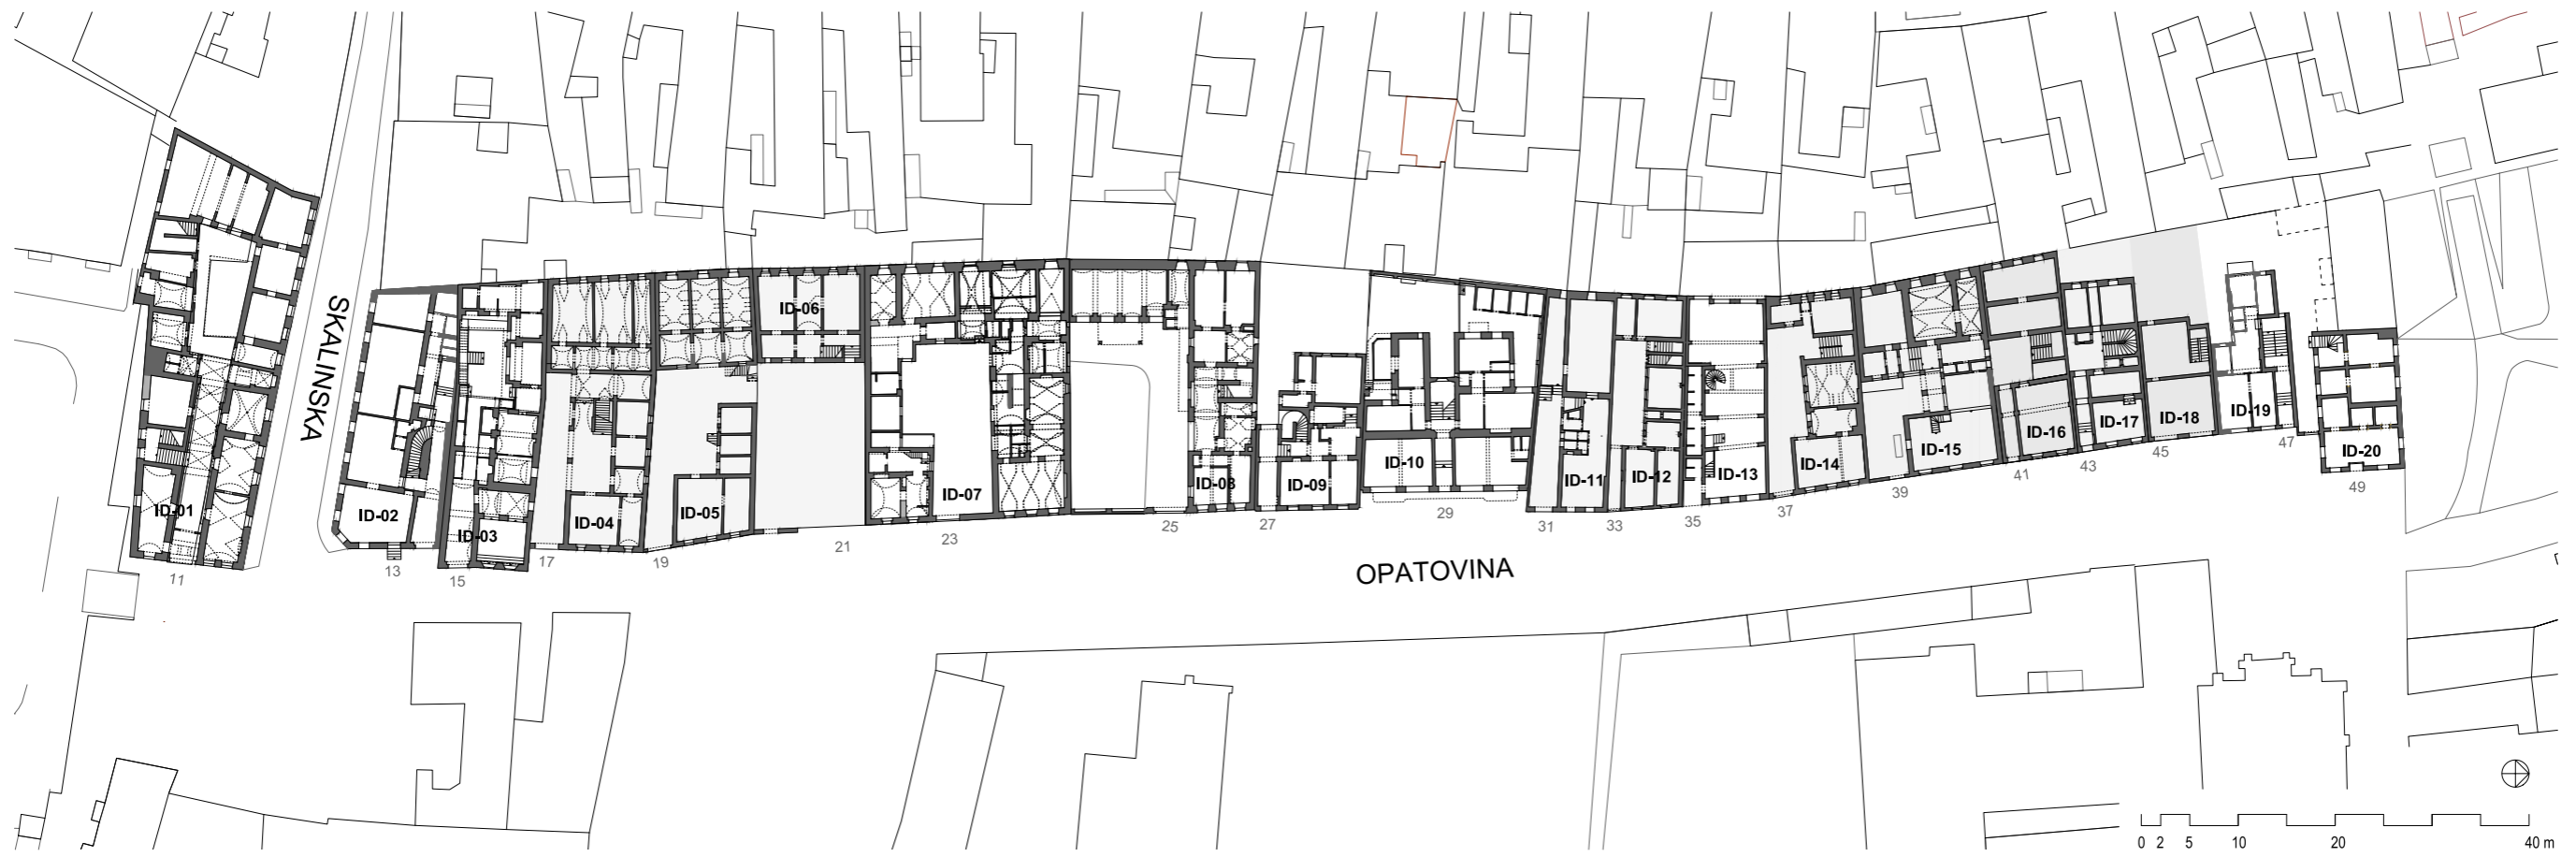 SKALINSKA
OPATOVINA
ID-01
ID-02
ID-03
ID-04
ID-05
ID-06
ID-07
ID-08
ID-09
ID-10
ID-11
ID-12
ID-13
ID-14
ID-15
ID-16
ID-17
ID-18
ID-19
ID-20
11
13
15
17
19
21
23
25
27
29
31
33
35
37
39
41
43
45
47
49
0 2 5 10 20 40 m